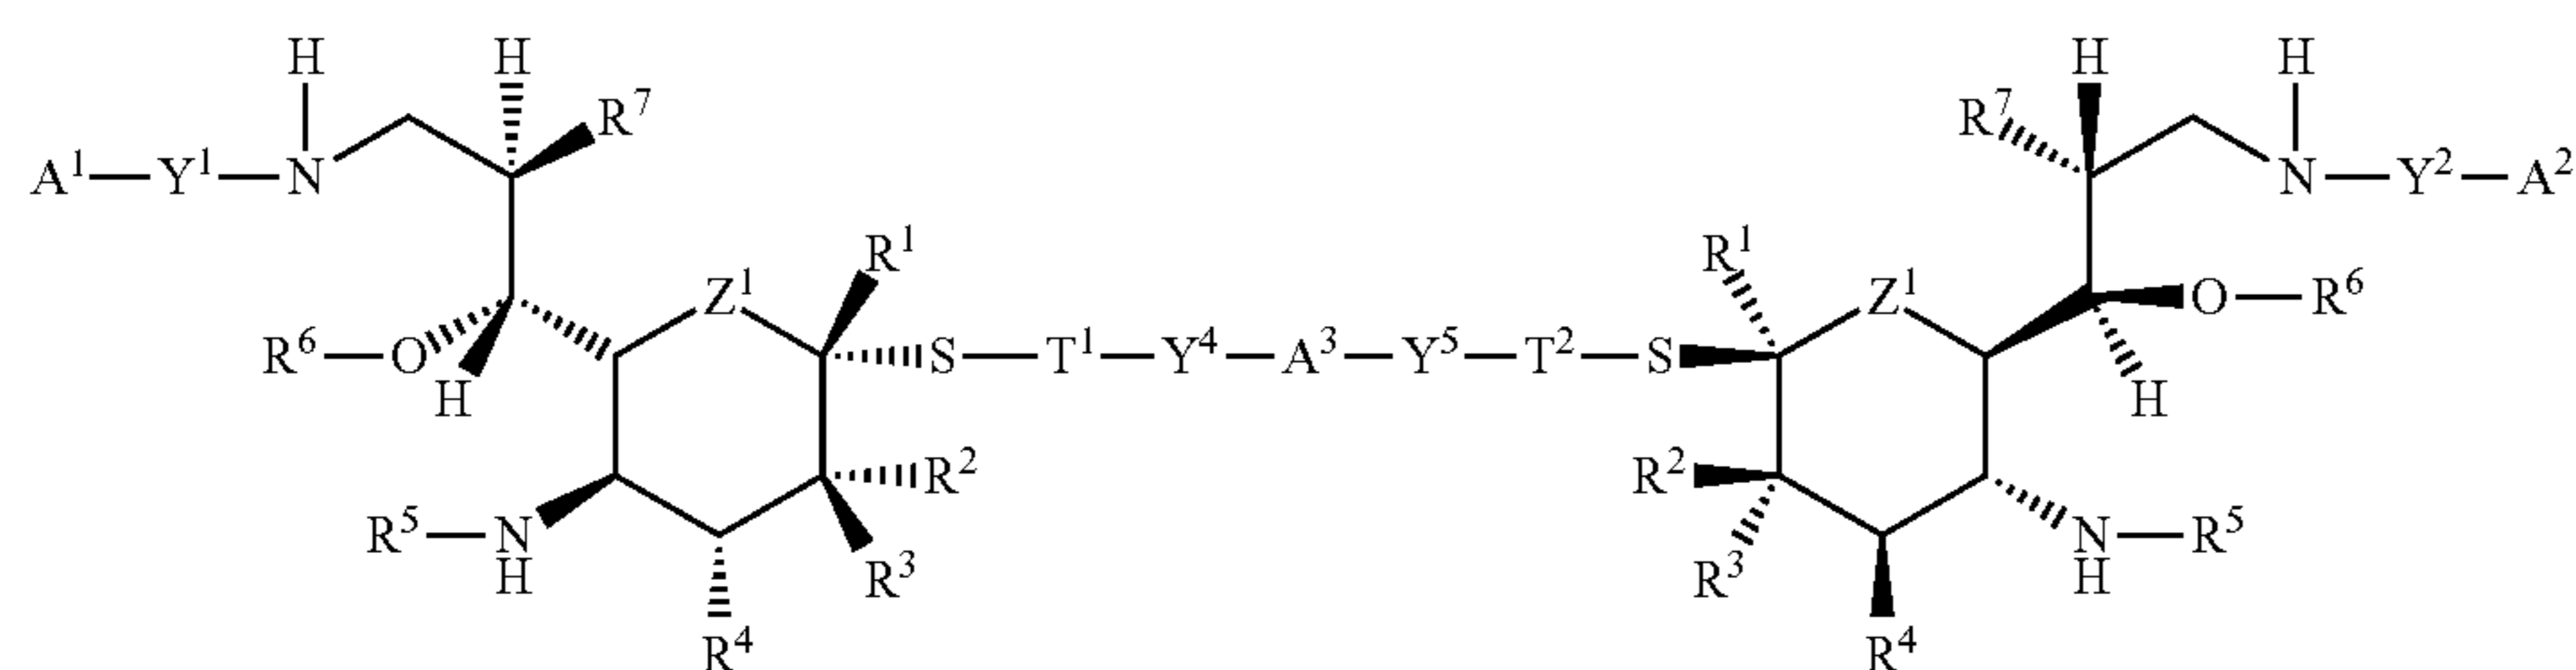 H H H H
A¹—Y¹—N R⁷ R⁷ N—Y²—A²
R¹ R¹
R⁶—O Z¹ Z¹ O—R⁶
H S—T¹—Y⁴—A³—Y⁵—T²—S H
R² R²
R⁵—N N—R⁵
H R³ R³ H
R⁴ R⁴